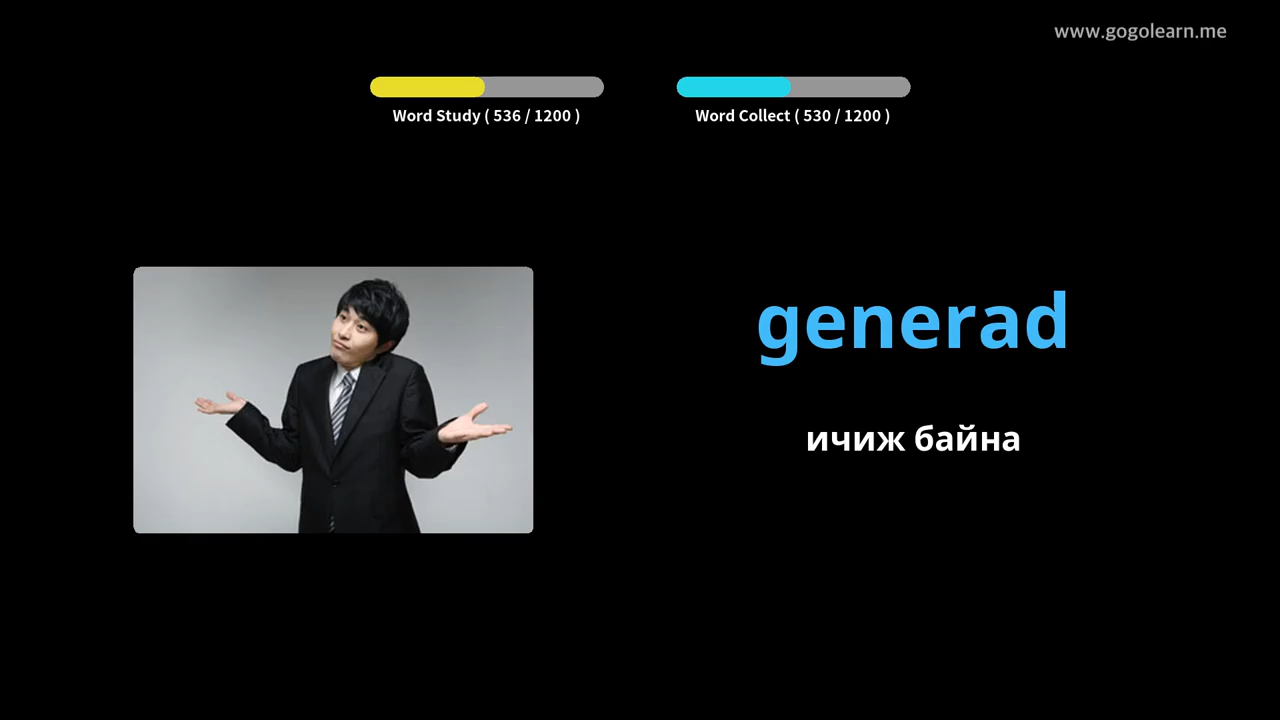 www.gogolearn.me
Word Study ( 536 / 1200 )
Word Collect ( 530 / 1200 )
generad
ичиж байна